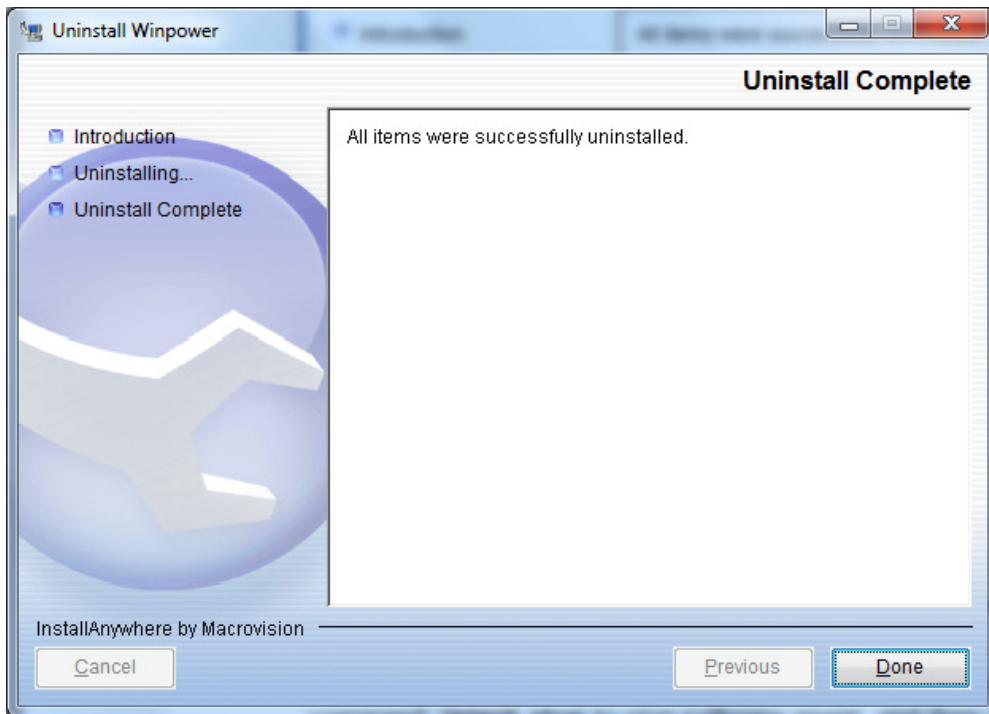 Uninstall Winpower
Uninstall Complete
Introduction
Uninstalling...
Uninstall Complete
All items were successfully uninstalled.
InstallAnywhere by Macrovision
Cancel
Previous
Done